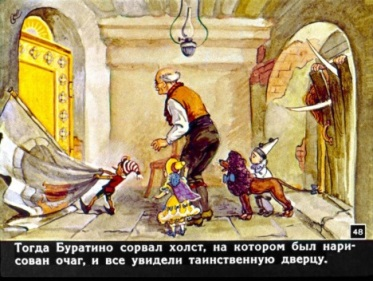 48
Тогда Буратино сорвал холст, на котором был нари-
сован очаг, и все увидели таинственную дверцу.